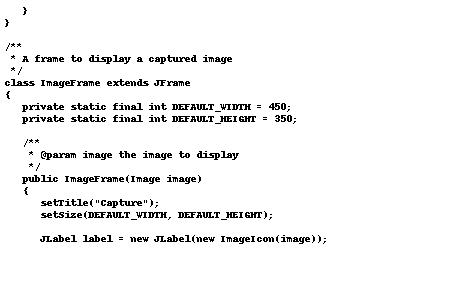 }
}

/**
 * A frame to display a captured image
 */
class ImageFrame extends JFrame
{
   private static final int DEFAULT_WIDTH = 450;
   private static final int DEFAULT_HEIGHT = 350;

   /**
    * @param image the image to display
    */
   public ImageFrame(Image image)
   {
      setTitle("Capture");
      setSize(DEFAULT_WIDTH, DEFAULT_HEIGHT);

      JLabel label = new JLabel(new ImageIcon(image));